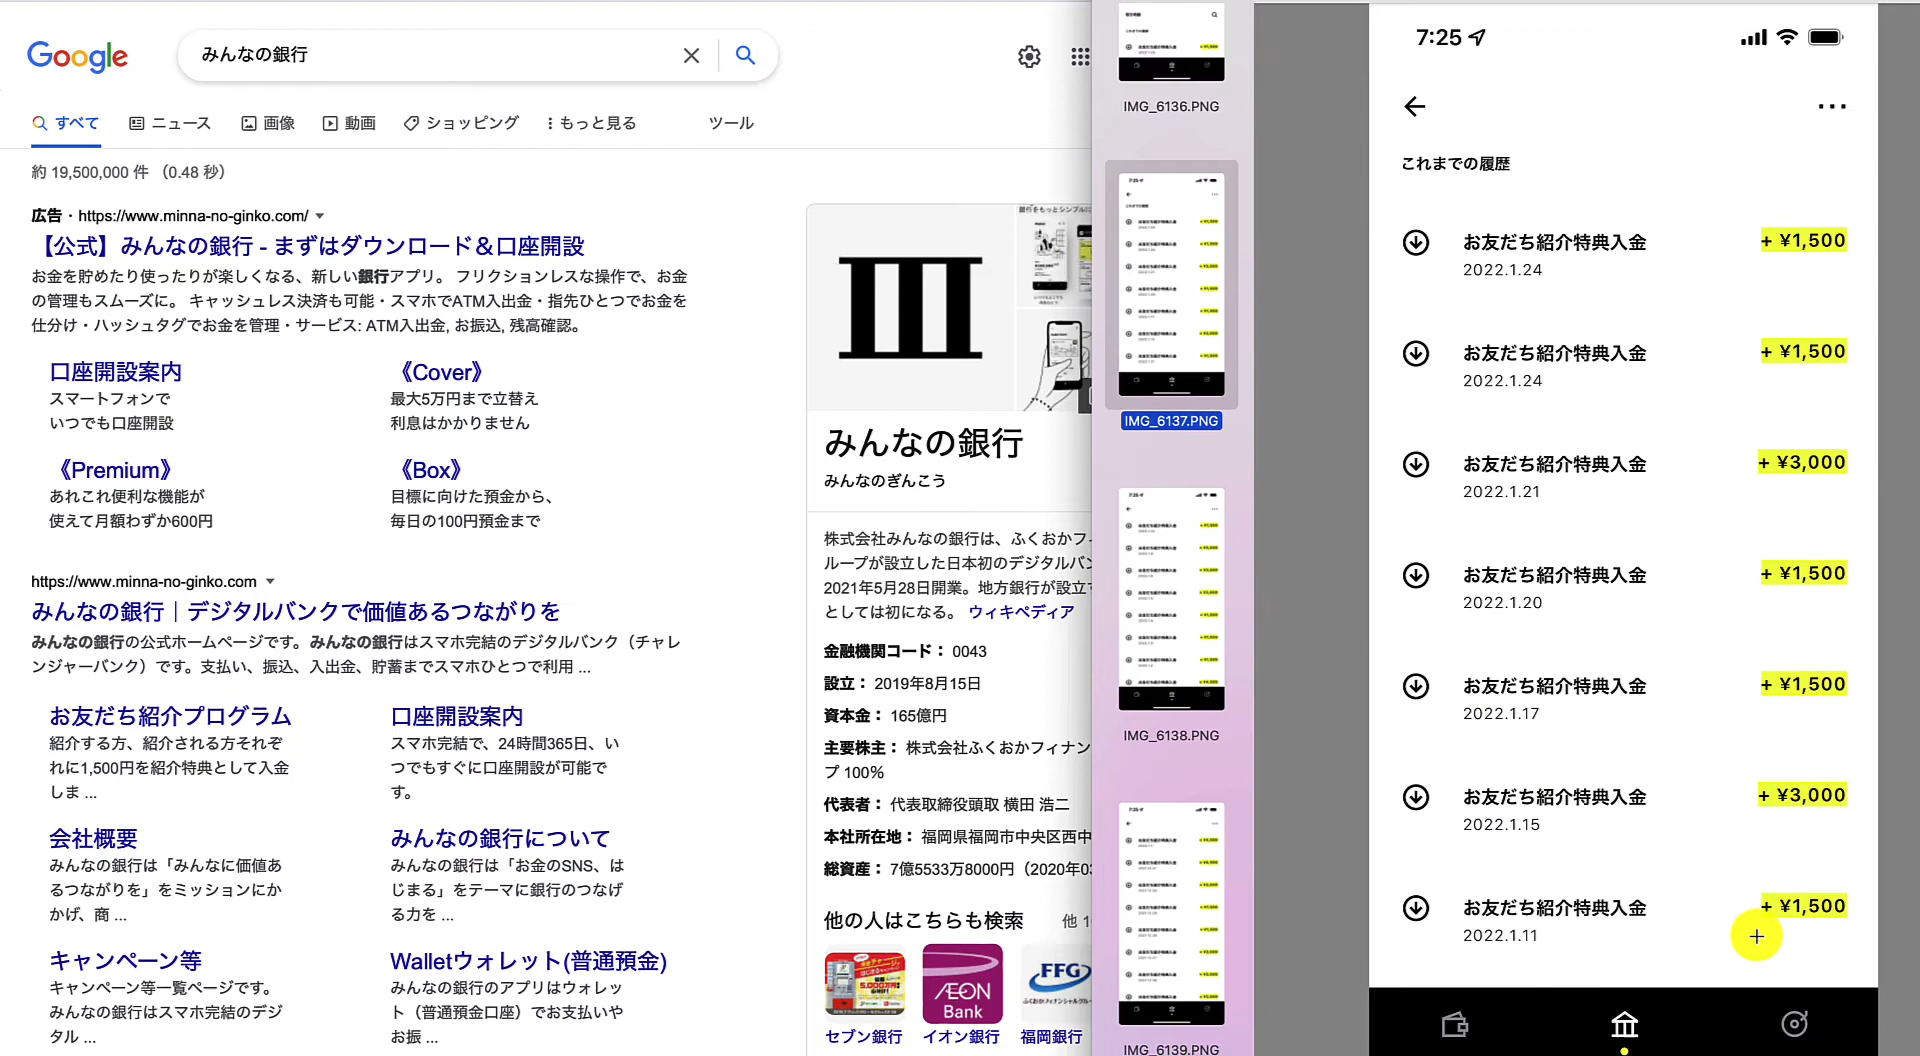 Google
みんなの銀行
すべて
ニュース
画像
動画
ショッピング
もっと見る
ツール
約 19,500,000 件 (0.48 秒)
広告・https://www.minna-no-ginko.com/
【公式】みんなの銀行 - まずはダウンロード＆口座開設
お金を貯めたり使ったりが楽しくなる、新しい銀行アプリ。 フリクションレスな操作で、お金
の管理もスムーズに。 キャッシュレス決済も可能・スマホでATM入出金・指先ひとつでお金を
仕分け・ハッシュタグでお金を管理・サービス: ATM入出金, お振込, 残高確認。
口座開設案内
スマートフォンで
いつでも口座開設
《Cover》
最大5万円まで立替え
利息はかかりません
《Premium》
あれこれ便利な機能が
使えて月額わずか600円
《Box》
目標に向けた預金から、
毎日の100円預金まで
https://www.minna-no-ginko.com
みんなの銀行｜デジタルバンクで価値あるつながりを
みんなの銀行の公式ホームページです。みんなの銀行はスマホ完結のデジタルバンク（チャレ
ンジャーバンク）です。支払い、振込、入出金、貯蓄までスマホひとつで利用 ...
お友だち紹介プログラム
紹介する方、紹介される方それぞ
れに1,500円を紹介特典として入金
しま ...
口座開設案内
スマホ完結で、24時間365日、い
つでもすぐに口座開設が可能で
す。
会社概要
みんなの銀行は「みんなに価値あ
るつながりを」をミッションにか
かげ、商 ...
みんなの銀行について
みんなの銀行は「お金のSNS、は
じまる」をテーマに銀行のつなげ
る力を ...
キャンペーン等
キャンペーン等一覧ページです。
みんなの銀行はスマホ完結のデジ
タル ...
Walletウォレット(普通預金)
みんなの銀行のアプリはウォレッ
ト（普通預金口座）でお支払いや
お振 ...
銀行をもっとシンプルに
みんなの銀行
みんなのぎんこう
株式会社みんなの銀行は、ふくおかフ
ループが設立した日本初のデジタルバン
2021年5月28日開業。地方銀行が設立
としては初になる。 ウィキペディア
金融機関コード： 0043
設立： 2019年8月15日
資本金： 165億円
主要株主： 株式会社ふくおかフィナン
プ 100%
代表者： 代表取締役頭取 横田 浩二
本社所在地： 福岡県福岡市中央区西中
総資産： 7億5533万8000円（2020年03
他の人はこちらも検索
他 1
5,000万円
セブン銀行
ÆON
Bank
イオン銀行
FFG
ふくおかフィナンシャルグルー
福岡銀行
IMG_6136.PNG
IMG_6137.PNG
IMG_6138.PNG
IMG_6139.PNG
7:25
これまでの履歴
お友だち紹介特典入金
+ ¥1,500
2022.1.24
お友だち紹介特典入金
+ ¥1,500
2022.1.24
お友だち紹介特典入金
+ ¥3,000
2022.1.21
お友だち紹介特典入金
+ ¥1,500
2022.1.20
お友だち紹介特典入金
+ ¥1,500
2022.1.17
お友だち紹介特典入金
+ ¥3,000
2022.1.15
お友だち紹介特典入金
+ ¥1,500
2022.1.11